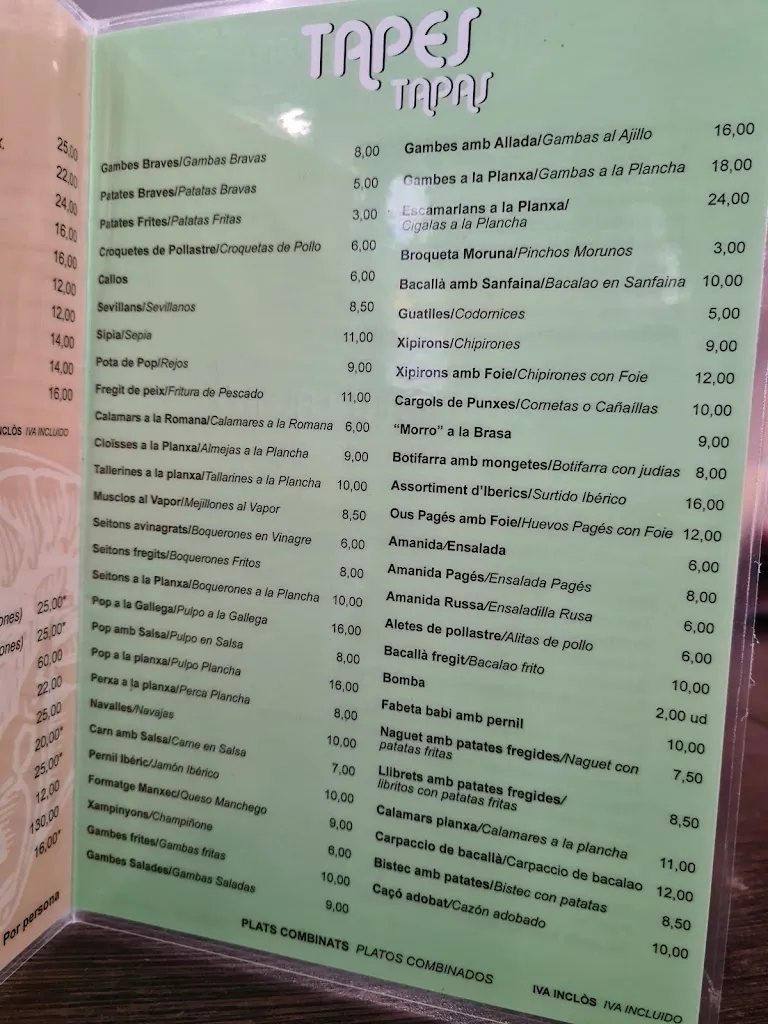 25,00
22,00
24,00
16,00
16,00
12,00
12,00
14,00
14,00
16,00
IVA INCLUIDO
25,00*
25,00*
60,00
22,00
25,00
20,00*
25,00*
12,00
130,00
16,00*
Por persona
TAPES
TAPAS
Gambes Braves/Gambas Bravas 8,00
Patates Braves/Patatas Bravas 5,00
Patates Frites/Patatas Fritas 3,00
Croquetes de Pollastre/Croquetas de Pollo 6,00
Callos 6,00
Sevillans/Sevillanos 8,50
Sipia/Sepia 11,00
Pota de Pop/Rejos 9,00
Fregit de peix/Fritura de Pescado 11,00
Calamars a la Romana/Calamares a la Romana 6,00
Cloïsses a la Planxa/Almejas a la Plancha 9,00
Tallerines a la planxa/Tallarines a la Plancha 10,00
Musclos al Vapor/Mejillones al Vapor 8,50
Seitons avinagrats/Boquerones en Vinagre 6,00
Seitons fregits/Boquerones Fritos 8,00
Seitons a la Planxa/Boquerones a la Plancha 10,00
Pop a la Gallega/Pulpo a la Gallega 16,00
Pop amb Salsa/Pulpo en Salsa 8,00
Pop a la planxa/Pulpo Plancha 16,00
Perxa a la planxa/Perca Plancha 8,00
Navalles/Navajas 10,00
Carn amb Salsa/Carne en Salsa 7,00
Pernil Ibéric/Jamón Ibérico 10,00
Formatge Manxec/Queso Manchego 9,00
Xampinyons/Champiñone 6,00
Gambes frites/Gambas fritas 10,00
Gambes Salades/Gambas Saladas 9,00
Gambes amb Allada/Gambas al Ajillo 16,00
Gambes a la Planxa/Gambas a la Plancha 18,00
Escamarlans a la Planxa/ 24,00
Cigalas a la Plancha
Broqueta Moruna/Pinchos Morunos 3,00
Bacallà amb Sanfaina/Bacalao en Sanfaina 10,00
Guatlles/Codornices 5,00
Xipirons/Chipirones 9,00
Xipirons amb Foie/Chipirones con Foie 12,00
Cargols de Punxes/Cornetas o Cañaíllas 10,00
“Morro” a la Brasa 9,00
Botifarra amb mongetes/Botifarra con judías 8,00
Assortiment d'Iberics/Surtido Ibérico 16,00
Ous Pagés amb Foie/Huevos Pagés con Foie 12,00
Amanida/Ensalada 6,00
Amanida Pagés/Ensalada Pagés 8,00
Amanida Russa/Ensaladilla Rusa 6,00
Aletes de pollastre/Alitas de pollo 6,00
Bacallà fregit/Bacalao frito 10,00
Bomba 2,00 ud
Fabeta babi amb pernil 10,00
Naguet amb patates fregides/Naguet con
patatas fritas 7,50
Llibrets amb patates fregides/
libritos con patatas fritas 8,50
Calamars planxa/Calamares a la plancha 11,00
Carpaccio de bacallà/Carpaccio de bacalao 12,00
Bistec amb patates/Bistec con patatas 8,50
Caçó adobat/Cazón adobado 10,00
PLATS COMBINATS PLATOS COMBINADOS
IVA INCLÒS IVA INCLUIDO